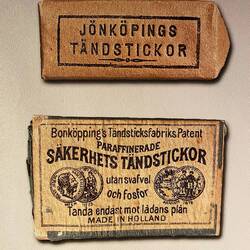 JÖNKÖPINGS
TÄNDSTICKOR
Bonköpping's Tändsticksfabriks Patent
PARAFFINERADE
SÄKERHETS TÄNDSTICKOR
utan svafvel
och fosfor
Tanda endast mot lådans plån
MADE IN HOLLAND